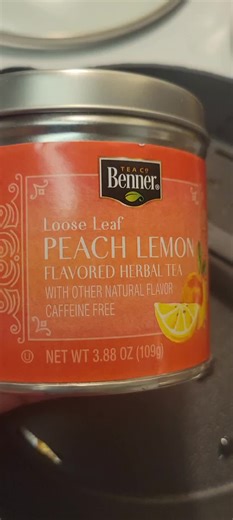 TEA CO
Benner®
Loose Leaf
PEACH LEMON
FLAVORED HERBAL TEA
WITH OTHER NATURAL FLAVOR
CAFFEINE FREE
U NET WT 3.88 OZ (109g)